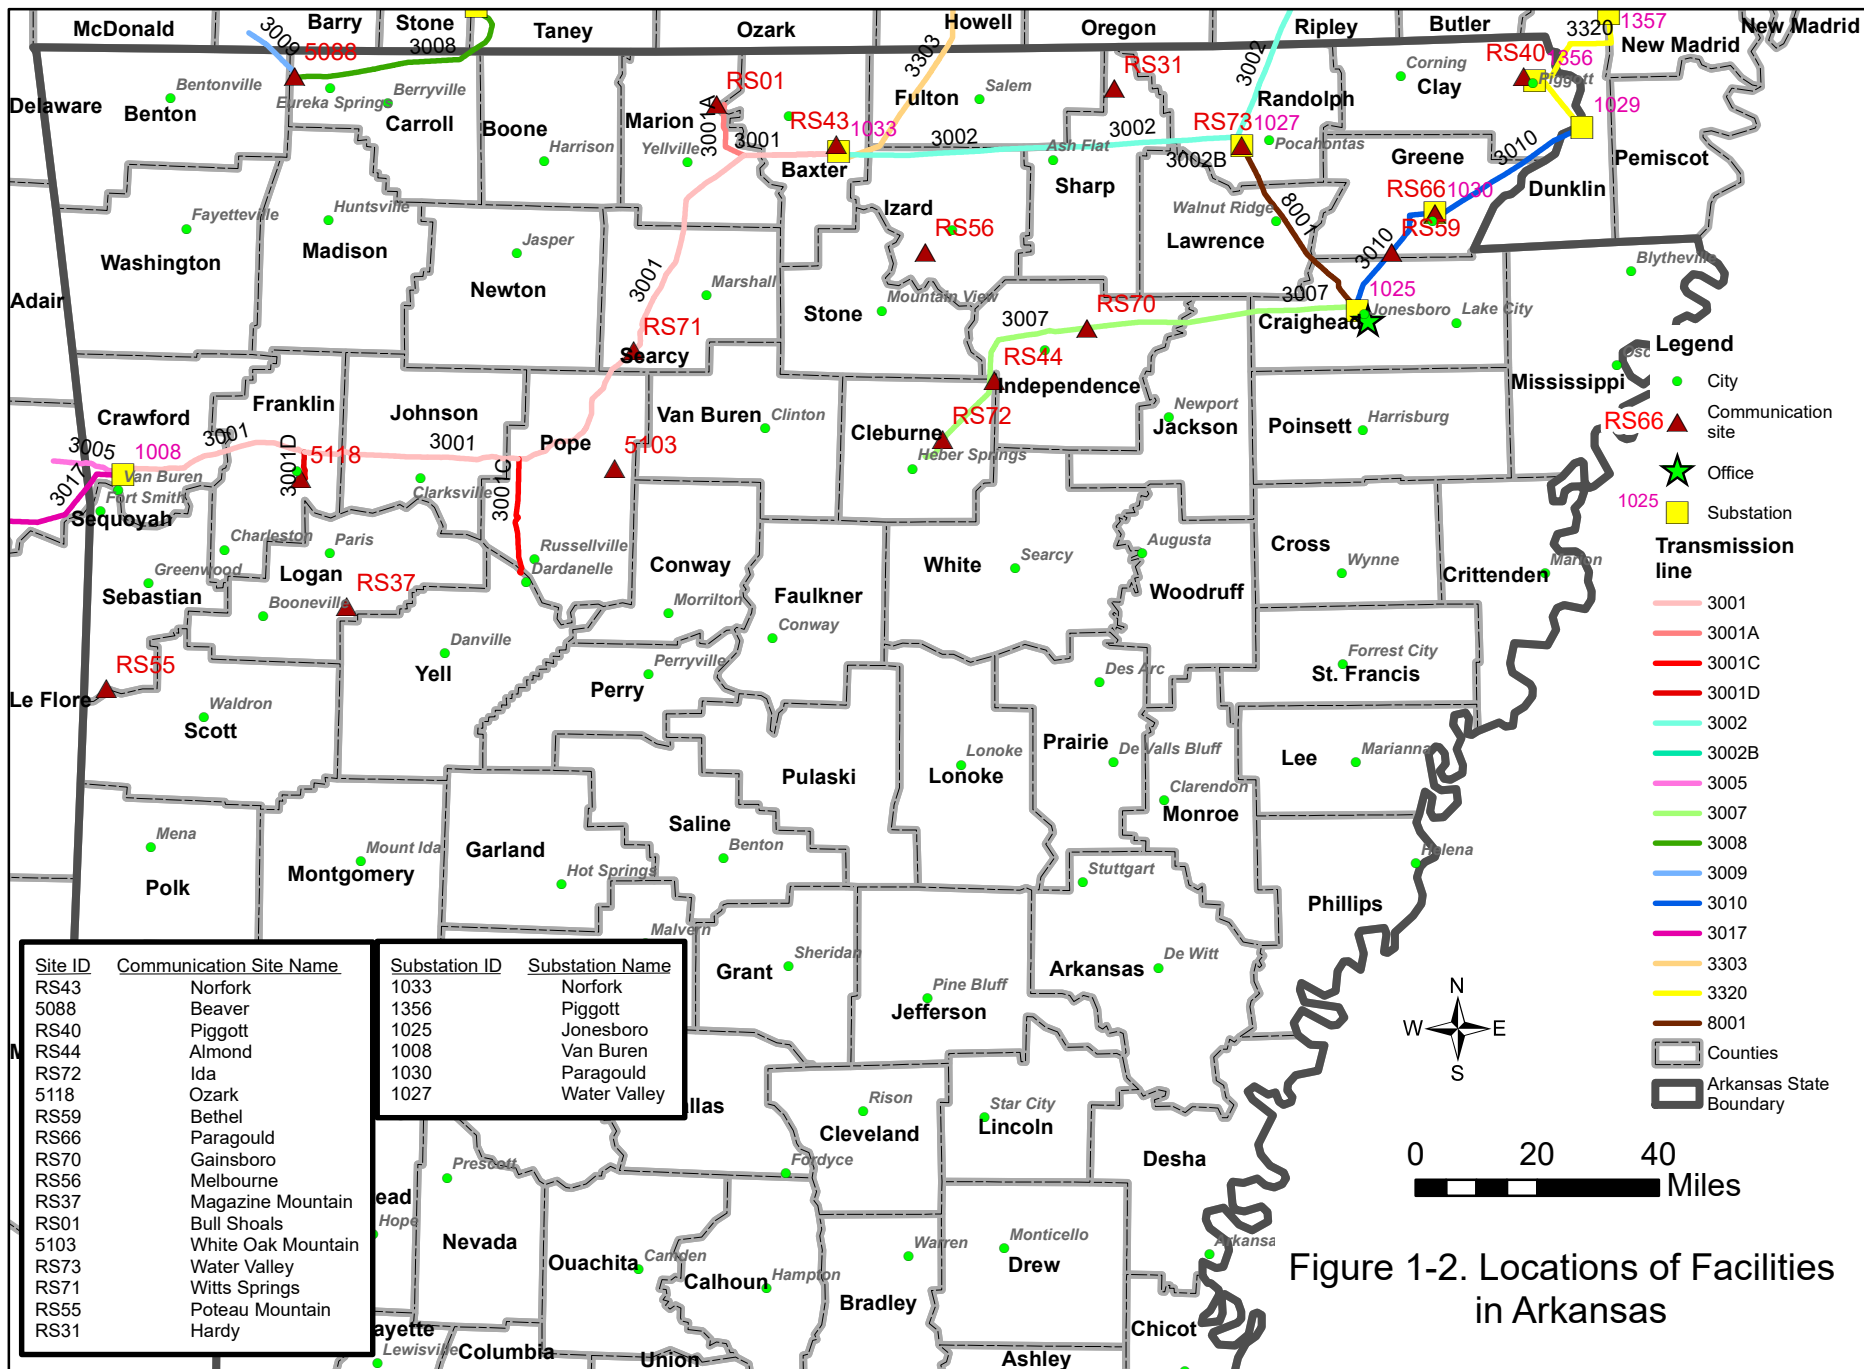 McDonald
Barry
Stone
Taney
Ozark
Howell
Oregon
Ripley
Butler
3320
1357
New Madrid
New Madrid
3009
5088
3008
3303
3002
RS31
RS40
1356
Piggott
Corning
Clay
Bentonville
Eureka Springs
Berryville
RS01
Fulton
Salem
Randolph
1029
Delaware
Benton
Carroll
Boone
Marion
3001A
3001
RS43
1033
3002
3002
RS73
1027
Pocahontas
Harrison
Yellville
Baxter
Ash Flat
3002B
Greene
3010
Pemiscot
Sharp
Dunklin
RS66
1030
Fayetteville
Huntsville
Izard
Walnut Ridge
8001
RS59
Madison
Jasper
RS56
Lawrence
3010
Washington
Blytheville
Newton
3001
Marshall
Mountain View
3007
1025
Adair
Stone
3007
RS70
Craighead
Jonesboro
Lake City
RS71
Searcy
RS44
Independence
Mississippi
Crawford
Franklin
Johnson
Van Buren
Clinton
Cleburne
RS72
Newport
Jackson
Poinsett
Harrisburg
3005
1008
3001
3001D
5118
3001
Pope
5103
Heber Springs
3017
Van Buren
Fort Smith
Clarksville
3001C
Sequoyah
Charleston
Paris
Russellville
Dardanelle
Conway
White
Searcy
Augusta
Cross
Wynne
Crittenden
Marion
Greenwood
Logan
RS37
Sebastian
Booneville
Morrilton
Faulkner
Conway
Woodruff
Danville
Yell
Perryville
Perry
Des Arc
Forrest City
St. Francis
RS55
Le Flore
Waldron
Scott
Pulaski
Lonoke
Lonoke
Prairie
De Valls Bluff
Lee
Marianna
Clarendon
Monroe
Mena
Polk
Mount Ida
Montgomery
Garland
Hot Springs
Saline
Benton
Stuttgart
Helena
Phillips
Malvern
Grant
Sheridan
Pine Bluff
Jefferson
Arkansas
De Witt
Rison
Cleveland
Star City
Lincoln
Desha
Prescott
Fordyce
Hope
Nevada
Ouachita
Camden
Calhoun
Hampton
Warren
Bradley
Monticello
Drew
Chicot
Lewisville
Columbia
Union
Ashley
Site ID Communication Site Name
RS43 Norfork
5088 Beaver
RS40 Piggott
RS44 Almond
RS72 Ida
5118 Ozark
RS59 Bethel
RS66 Paragould
RS70 Gainsboro
RS56 Melbourne
RS37 Magazine Mountain
RS01 Bull Shoals
5103 White Oak Mountain
RS73 Water Valley
RS71 Witts Springs
RS55 Poteau Mountain
RS31 Hardy
Substation ID Substation Name
1033 Norfork
1356 Piggott
1025 Jonesboro
1008 Van Buren
1030 Paragould
1027 Water Valley
Legend
City
RS66 Communication
site
Office
1025 Substation
Transmission
line
3001
3001A
3001C
3001D
3002
3002B
3005
3007
3008
3009
3010
3017
3303
3320
8001
Counties
Arkansas State
Boundary
N
W E
S
0 20 40
Miles
Figure 1-2. Locations of Facilities
in Arkansas